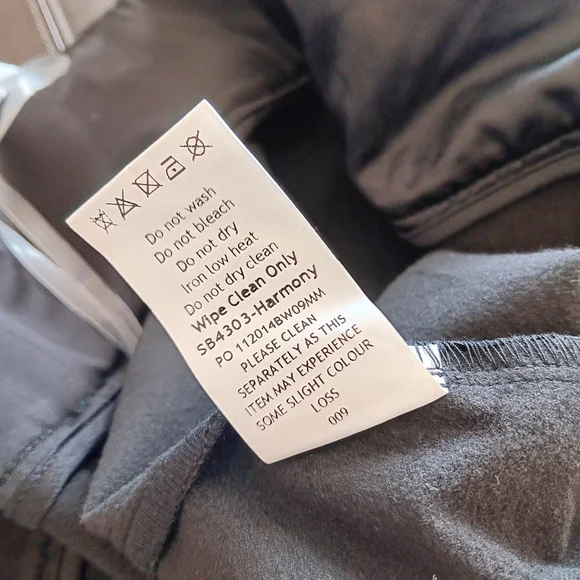 Do not wash
Do not bleach
Do not dry
Iron low heat
Do not dry clean
Wipe Clean Only
SB4303-Harmony
PO 112014BW09MM
PLEASE CLEAN
SEPARATELY AS THIS
ITEM MAY EXPERIENCE
SOME SLIGHT COLOUR
LOSS
009